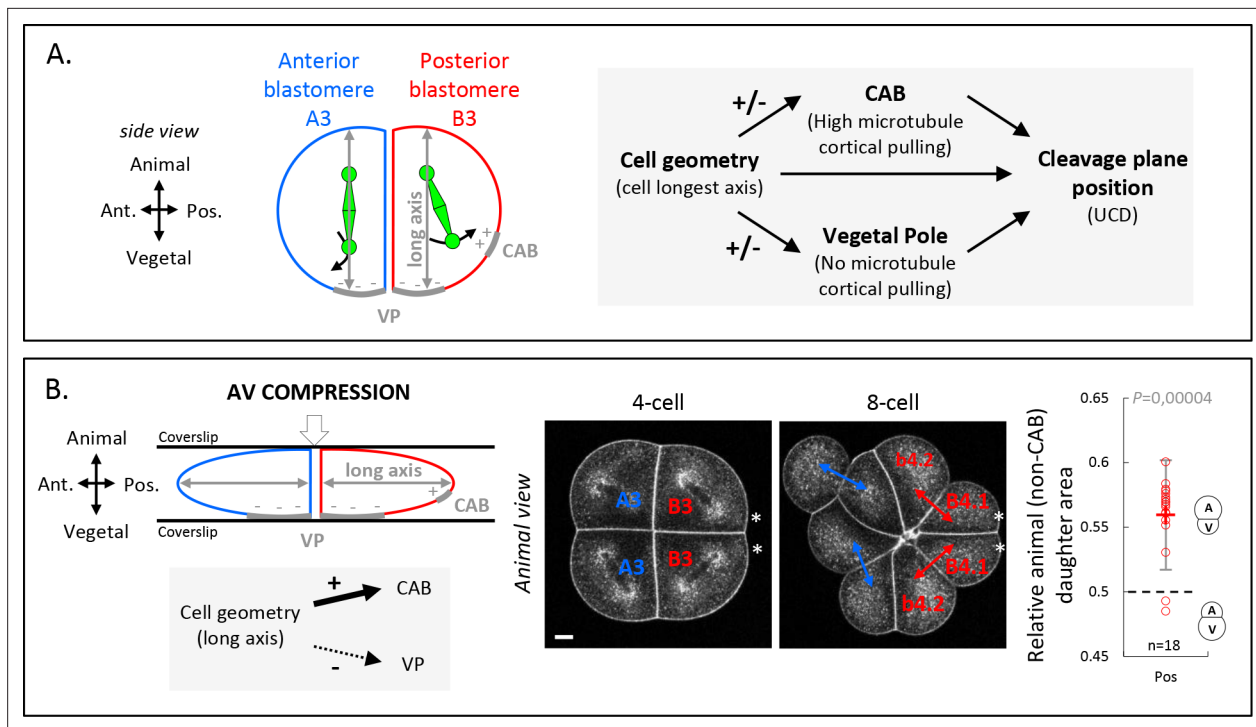 A.
Anterior
blastomere
A3
Posterior
blastomere
B3
side view
Animal
Ant.
Pos.
Vegetal
long axis
+
+ +
CAB
- - -
- - -
VP
+/-
CAB
(High microtubule
cortical pulling)
Cell geometry
(cell longest axis)
Cleavage plane
position
(UCD)
+/-
Vegetal Pole
(No microtubule
cortical pulling)
B.
AV COMPRESSION
Animal
Ant.
Pos.
Vegetal
Coverslip
long axis
+
CAB
- - -
- - -
Coverslip
VP
Cell geometry
(long axis)
+
CAB
-
VP
4-cell
8-cell
Animal view
A3
B3
*
*
A3
B3
b4.2
B4.1
*
*
B4.1
b4.2
Relative animal (non-CAB)
daughter area
0.65
0.6
0.55
0.5
0.45
P=0,00004
A
V
A
V
n=18
Pos